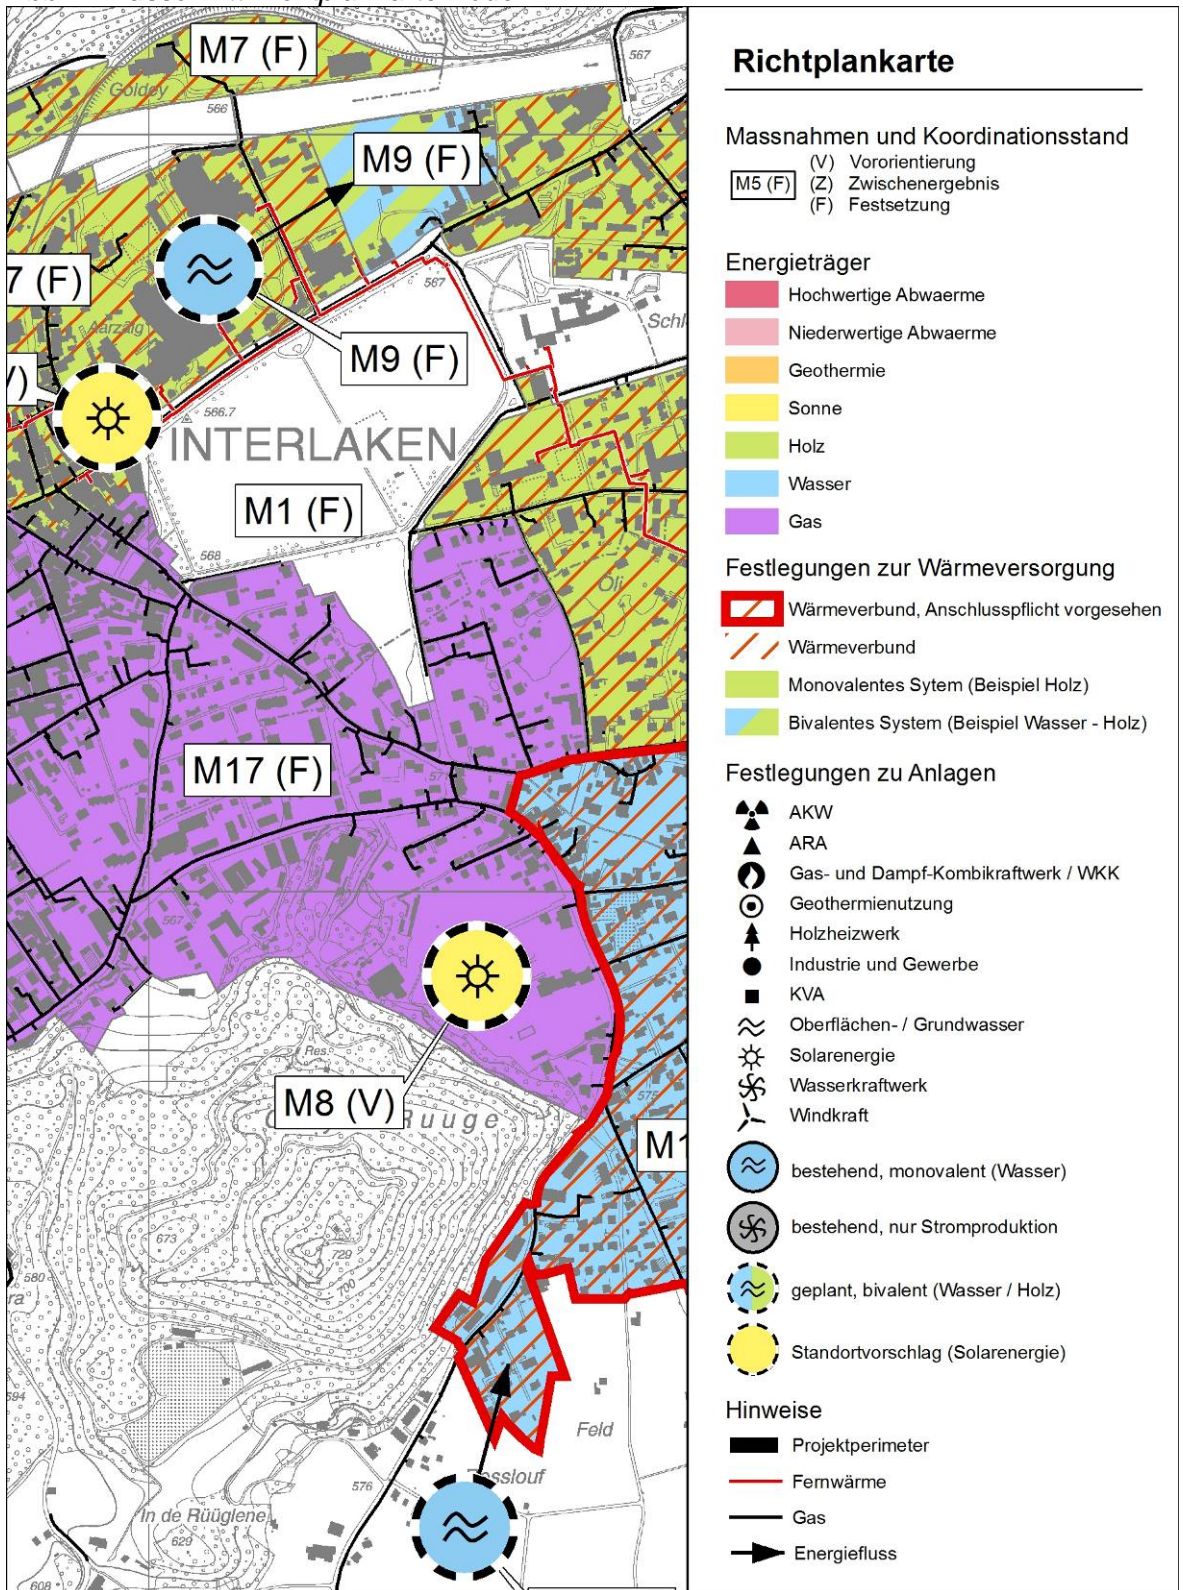 M7 (F)
567
Goldey
566
M9 (F)
7 (F)
567
Aarzälg
M9 (F)
V)
566.7
INTERLAKEN
M1 (F)
568
Öli
M17 (F)
571
567
Res.
M8 (V)
Ruuge
575
M1
673
729
700
580
ra
594
Feld
576
In de Rüüglene
629
608
Richtplankarte
Massnahmen und Koordinationsstand
M5 (F)
(V) Vororientierung
(Z) Zwischenergebnis
(F) Festsetzung
Energieträger
Hochwertige Abwaerme
Niederwertige Abwaerme
Geothermie
Sonne
Holz
Wasser
Gas
Festlegungen zur Wärmeversorgung
Wärmeverbund, Anschlusspflicht vorgesehen
Wärmeverbund
Monovalentes Sytem (Beispiel Holz)
Bivalentes System (Beispiel Wasser - Holz)
Festlegungen zu Anlagen
AKW
ARA
Gas- und Dampf-Kombikraftwerk / WKK
Geothermienutzung
Holzheizwerk
Industrie und Gewerbe
KVA
Oberflächen- / Grundwasser
Solarenergie
Wasserkraftwerk
Windkraft
bestehend, monovalent (Wasser)
bestehend, nur Stromproduktion
geplant, bivalent (Wasser / Holz)
Standortvorschlag (Solarenergie)
Hinweise
Projektperimeter
Fernwärme
Gas
Energiefluss